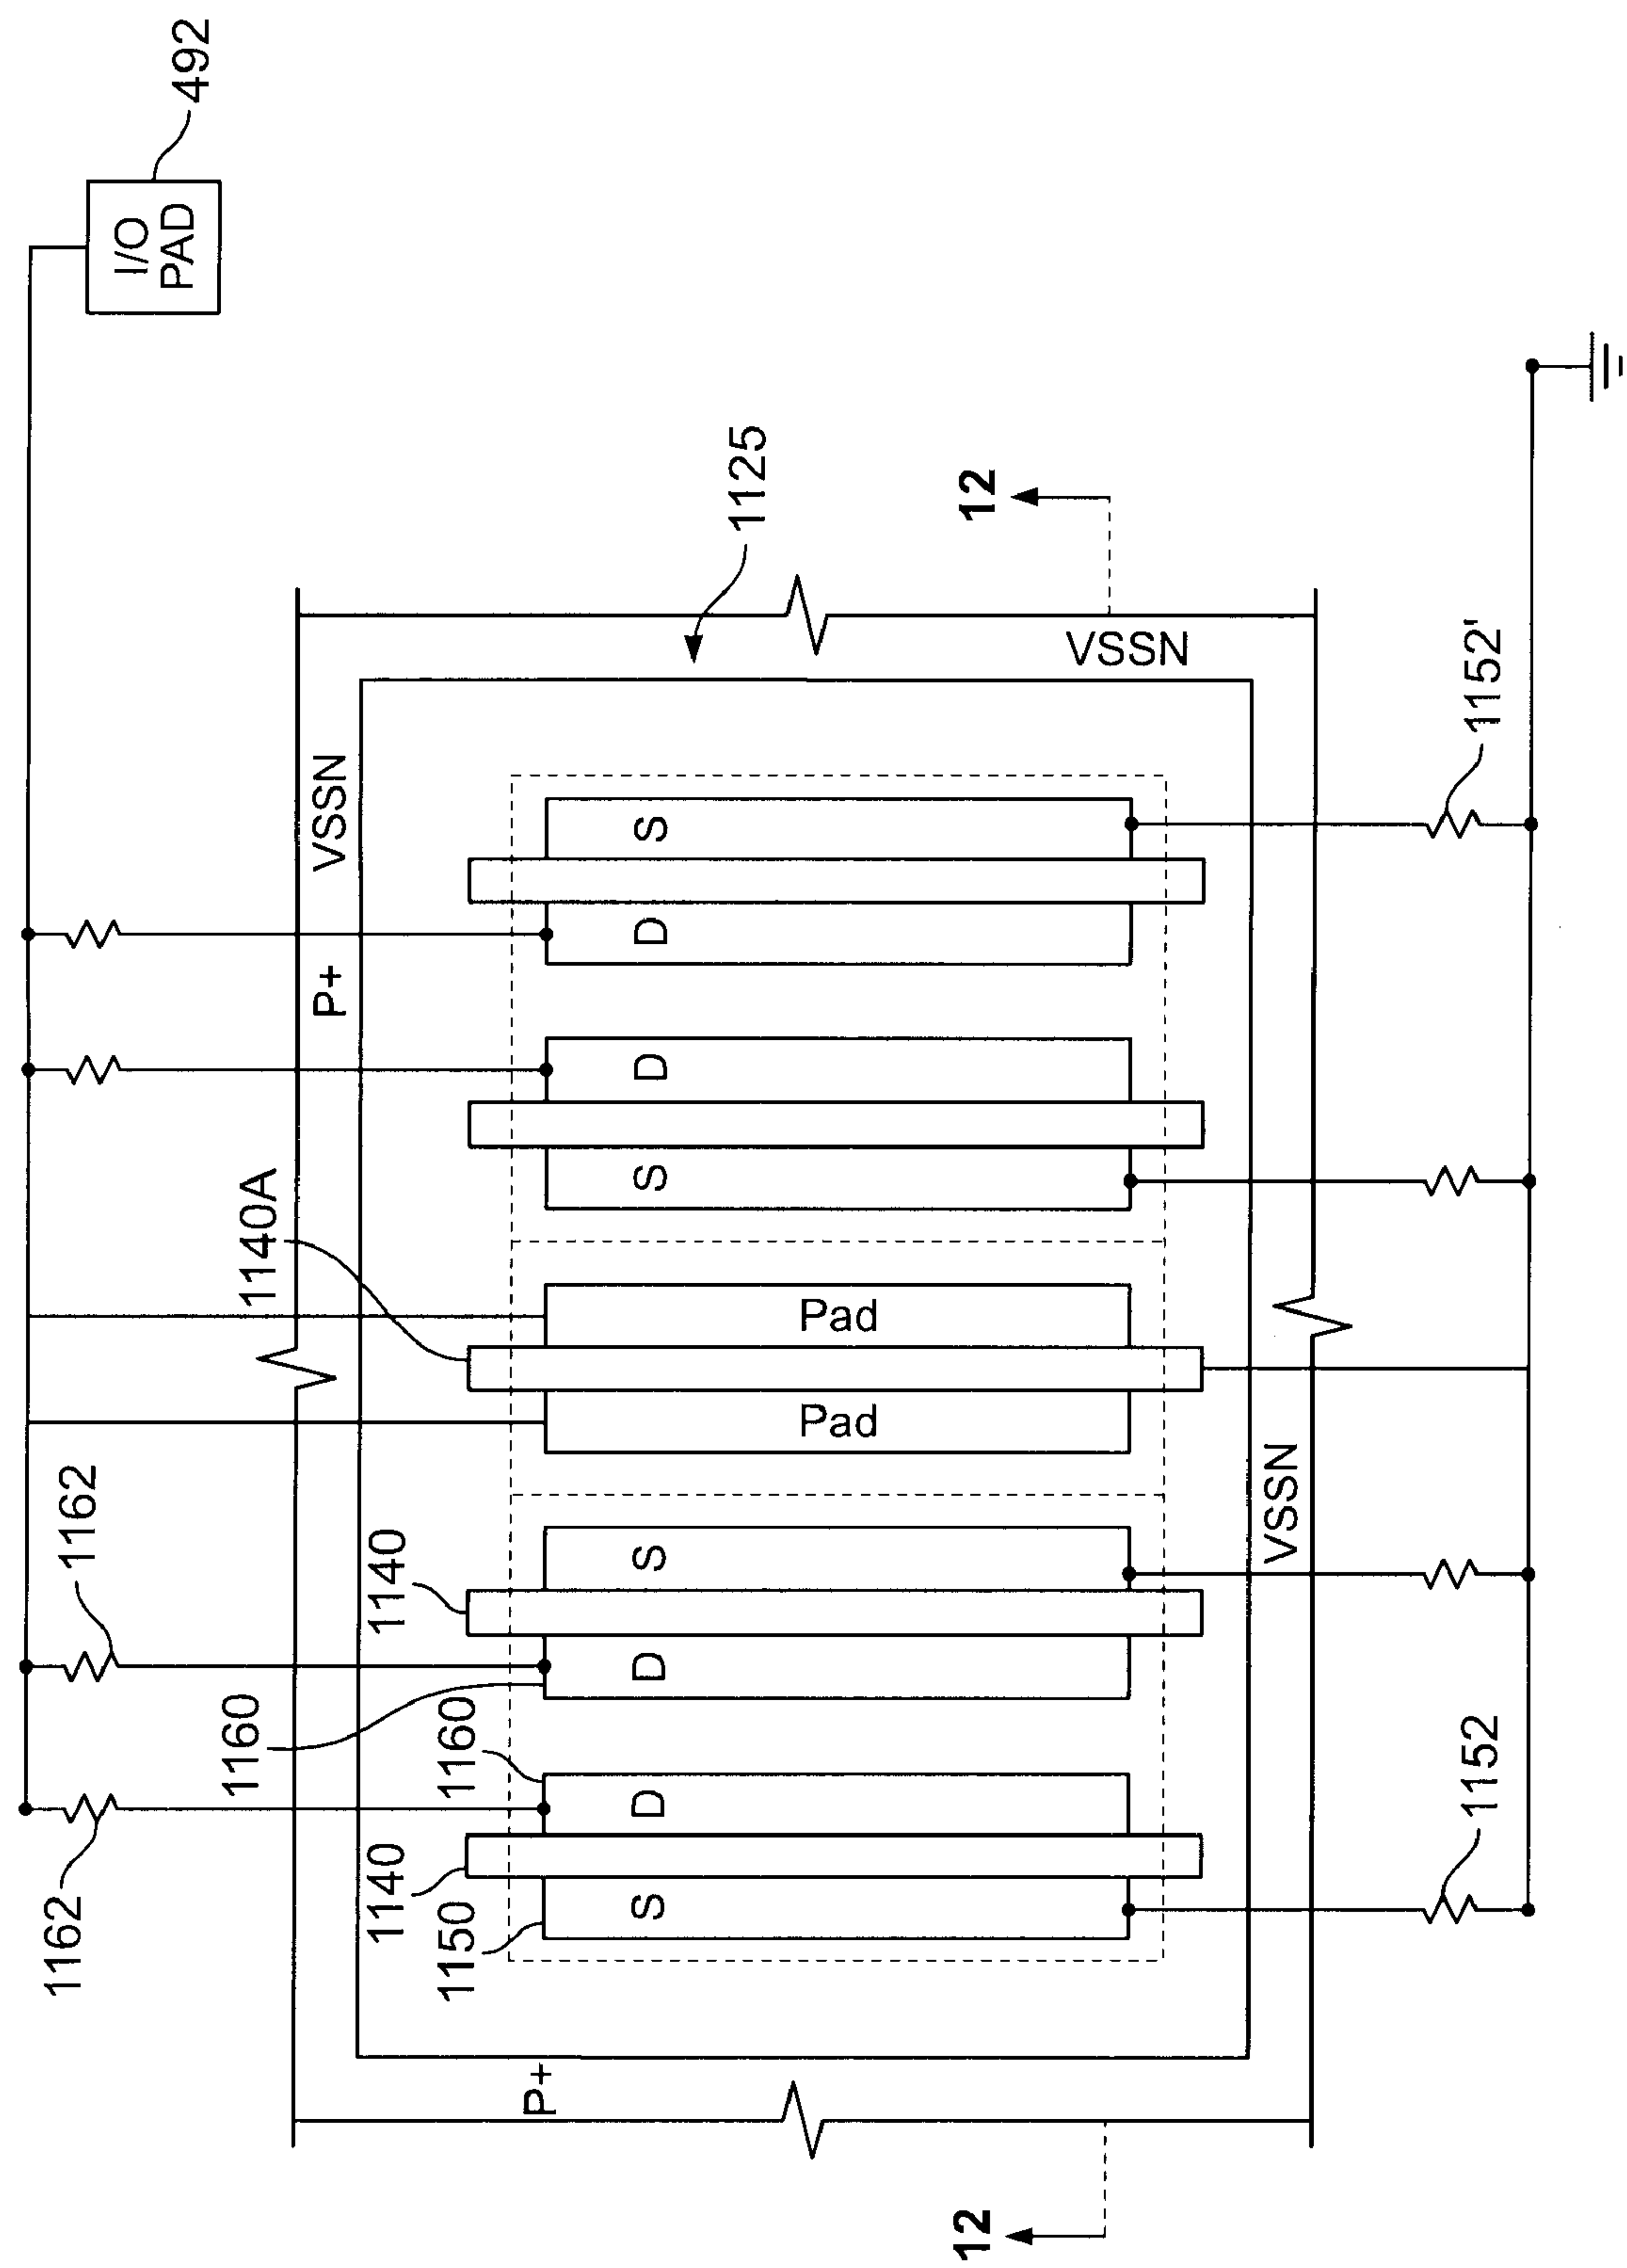 492
I/O
PAD
1125
12
VSSN
VSSN
1152'
S
D
P+
D
S
1140A
Pad
Pad
1162
1140
VSSN
S
D
1160
1160
1152
D
1162
1140
S
1150
P+
12